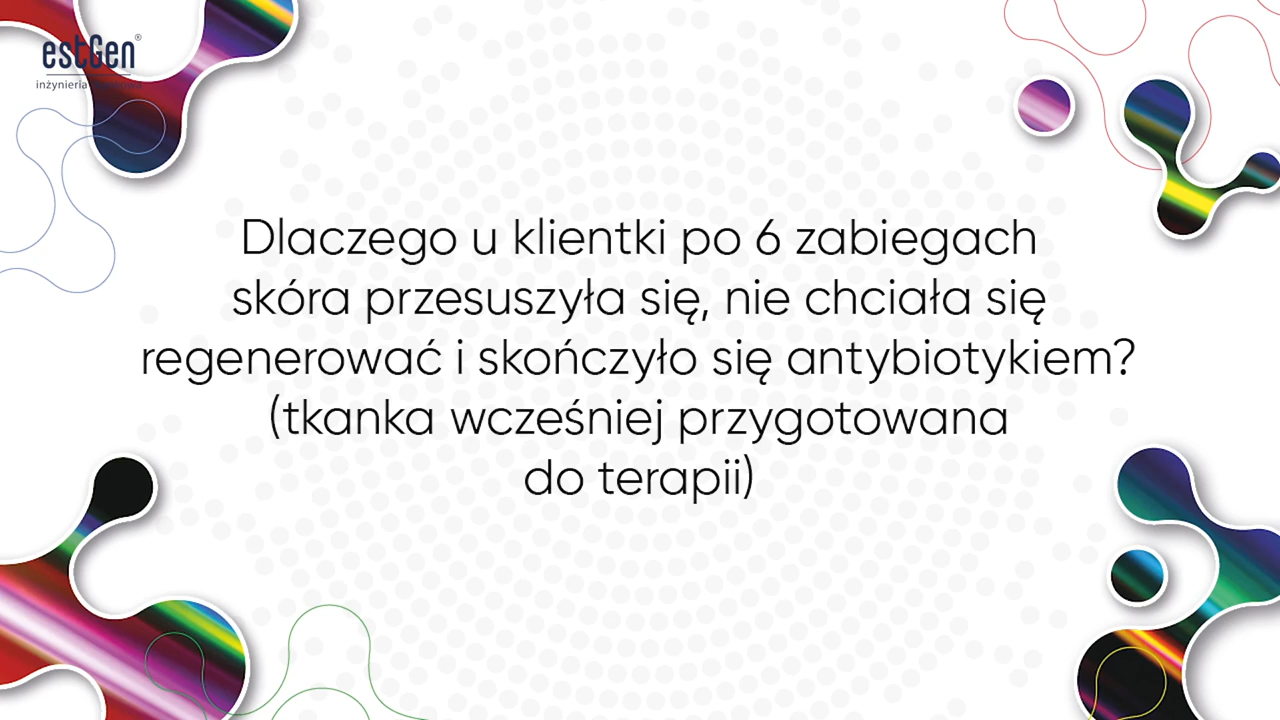 estGen®
inżynieria
Dlaczego u klientki po 6 zabiegach
skóra przesuszyła się, nie chciała się
regenerować i skończyło się antybiotykiem?
(tkanka wcześniej przygotowana
do terapii)